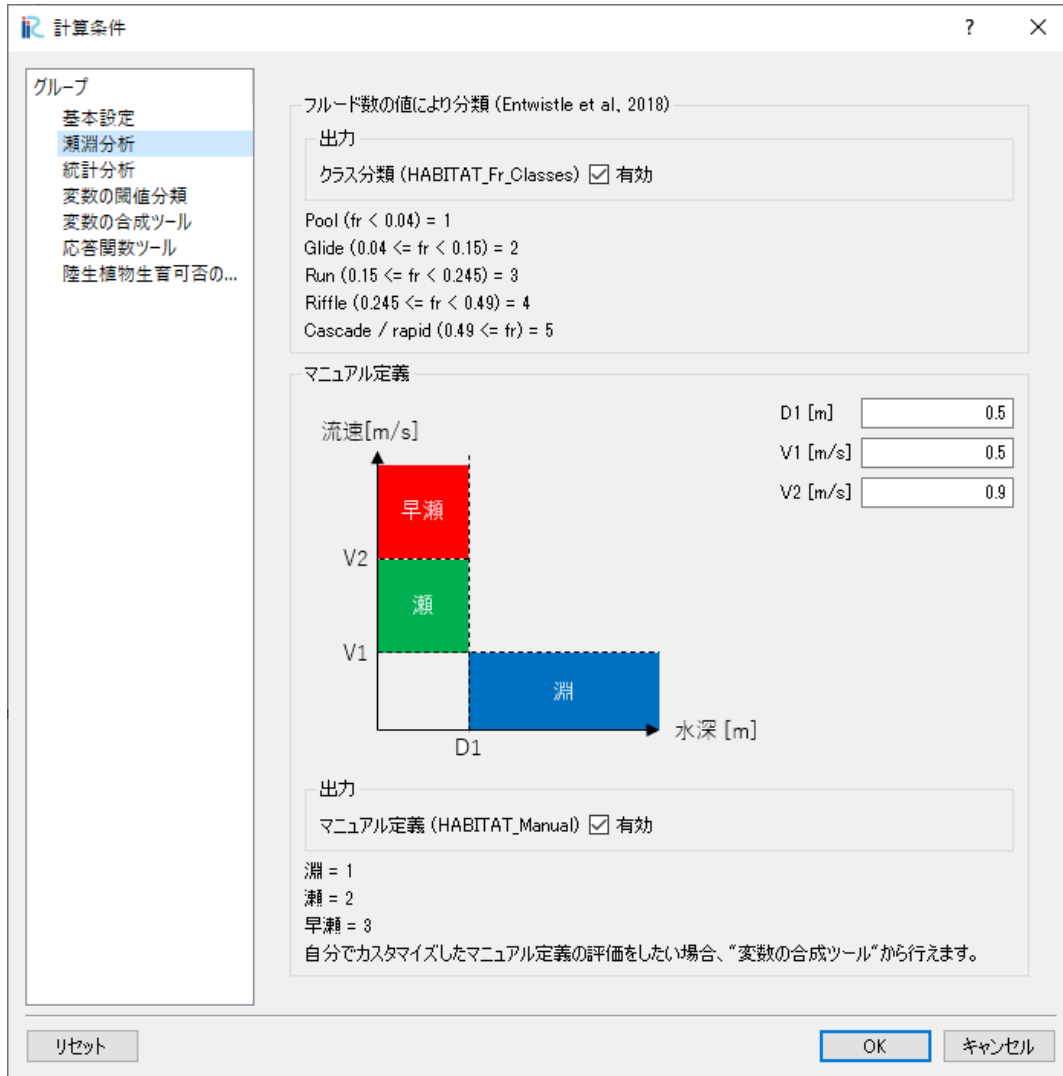 iRC 計算条件 ? ×
グループ
基本設定
瀬淵分析
統計分析
変数の閾値分類
変数の合成ツール
応答関数ツール
陸生植物生育可否の...
フルード数の値により分類 (Entwistle et al, 2018)
出力
クラス分類 (HABITAT_Fr_Classes) 有効
Pool (fr < 0.04) = 1
Glide (0.04 <= fr < 0.15) = 2
Run (0.15 <= fr < 0.245) = 3
Riffle (0.245 <= fr < 0.49) = 4
Cascade / rapid (0.49 <= fr) = 5
マニュアル定義
D1 [m] 0.5
V1 [m/s] 0.5
V2 [m/s] 0.9
流速[m/s]
早瀬
V2
瀬
V1
淵
水深 [m]
D1
出力
マニュアル定義 (HABITAT_Manual) 有効
淵 = 1
瀬 = 2
早瀬 = 3
自分でカスタマイズしたマニュアル定義の評価をしたい場合、“変数の合成ツール“から行えます。
リセット
OK
キャンセル